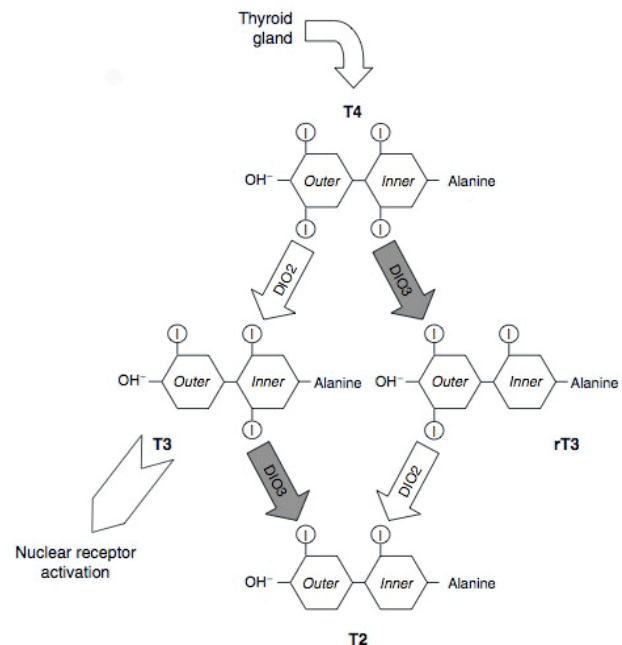 Thyroid
gland
T4
I I
OH⁻ Outer Inner Alanine
I I
DIO2 DIO3
I I I I
OH⁻ Outer Inner Alanine OH⁻ Outer Inner Alanine
I I
T3 rT3
DIO3 DIO2
Nuclear receptor
activation
I I
OH⁻ Outer Inner Alanine
T2